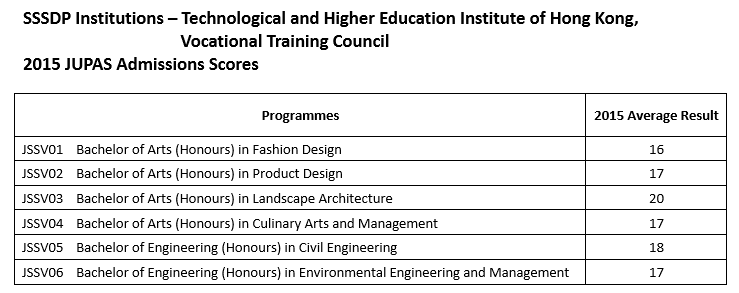 SSSDP Institutions – Technological and Higher Education Institute of Hong Kong,
Vocational Training Council
2015 JUPAS Admissions Scores
Programmes 2015 Average Result
JSSV01 Bachelor of Arts (Honours) in Fashion Design 16
JSSV02 Bachelor of Arts (Honours) in Product Design 17
JSSV03 Bachelor of Arts (Honours) in Landscape Architecture 20
JSSV04 Bachelor of Arts (Honours) in Culinary Arts and Management 17
JSSV05 Bachelor of Engineering (Honours) in Civil Engineering 18
JSSV06 Bachelor of Engineering (Honours) in Environmental Engineering and Management 17